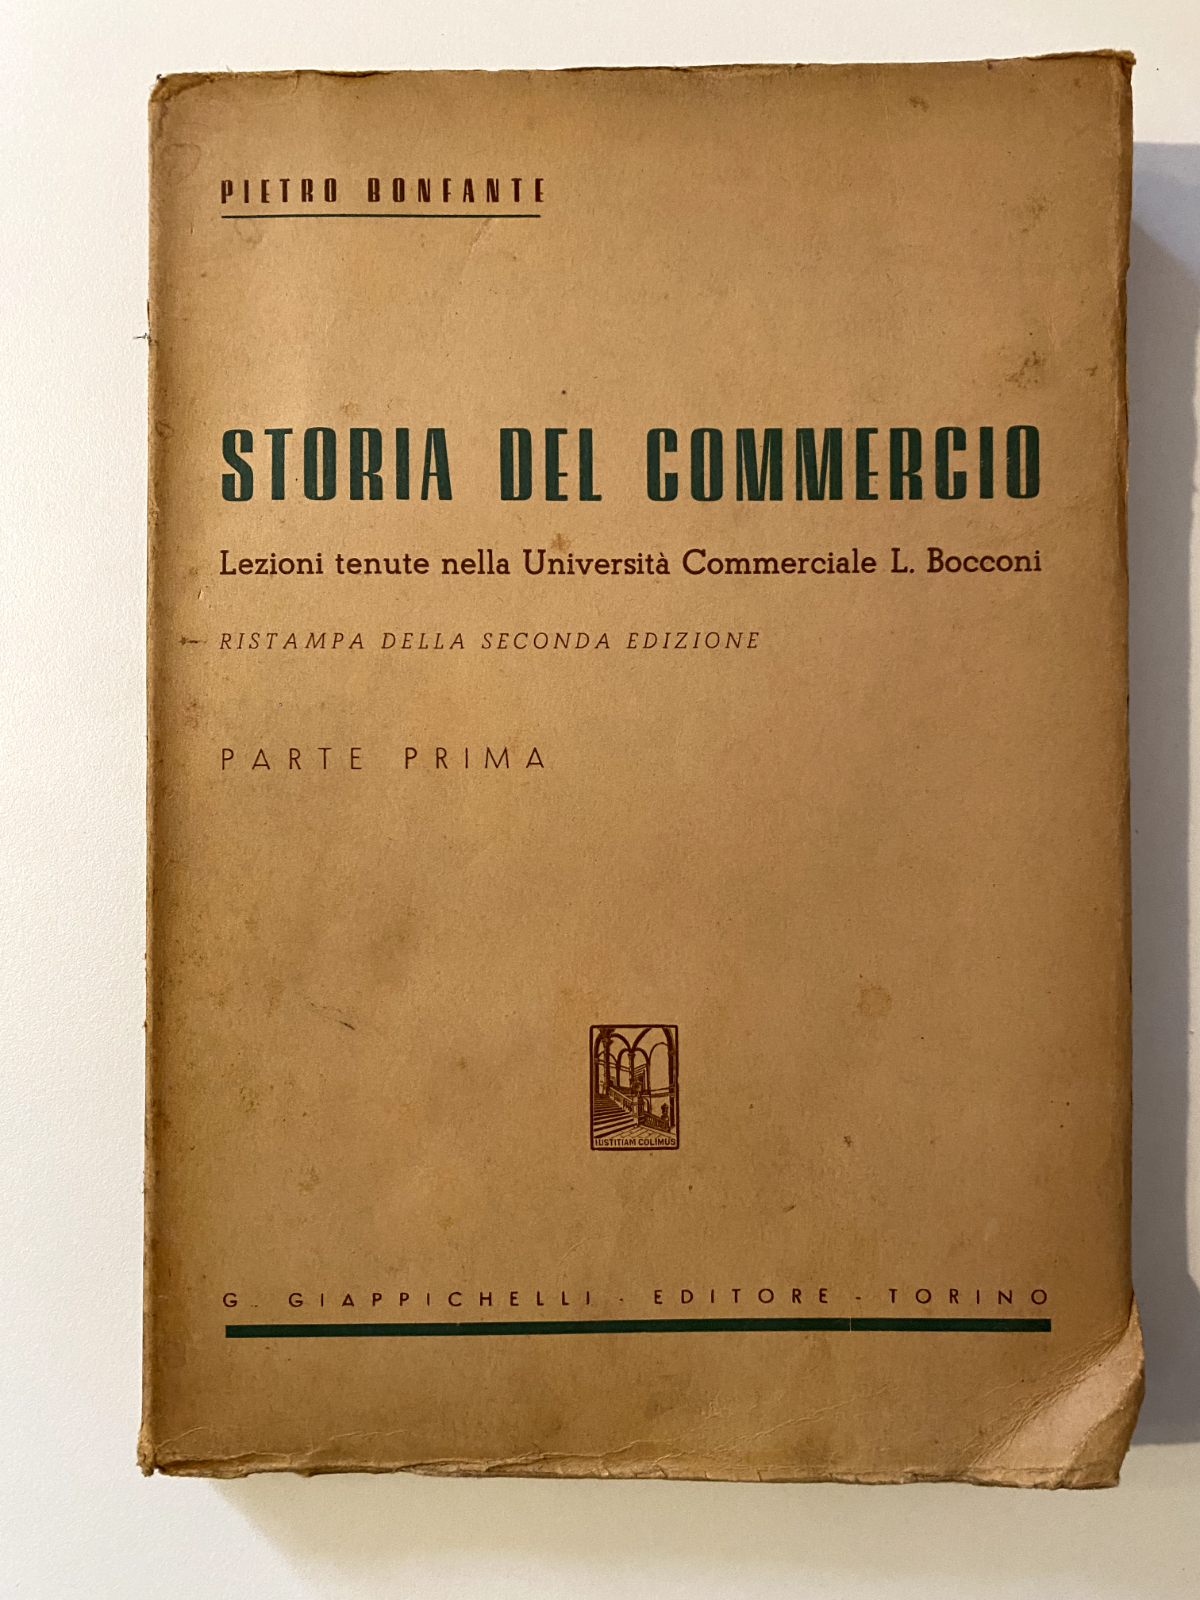 PIETRO BONFANTE
STORIA DEL COMMERCIO
Lezioni tenute nella Università Commerciale L. Bocconi
RISTAMPA DELLA SECONDA EDIZIONE
PARTE PRIMA
IUSTITIAM COLIMUS
G. GIAPPICHELLI - EDITORE - TORINO